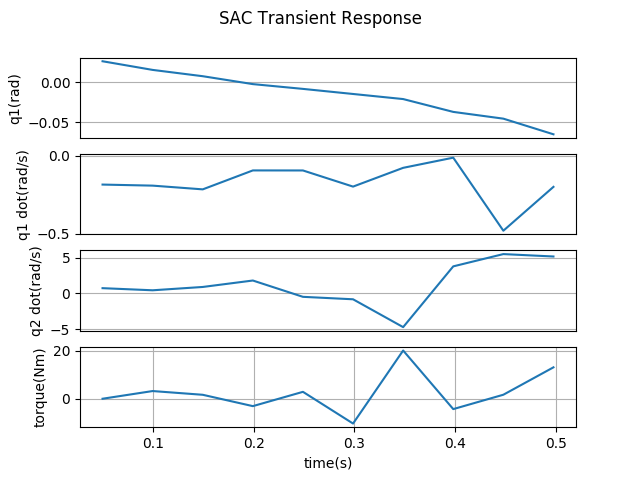 SAC Transient Response
0.00
−0.05
q1(rad)
0.0
−0.5
q1 dot(rad/s)
5
0
−5
q2 dot(rad/s)
20
0
torque(Nm)
0.1 0.2 0.3 0.4 0.5
time(s)